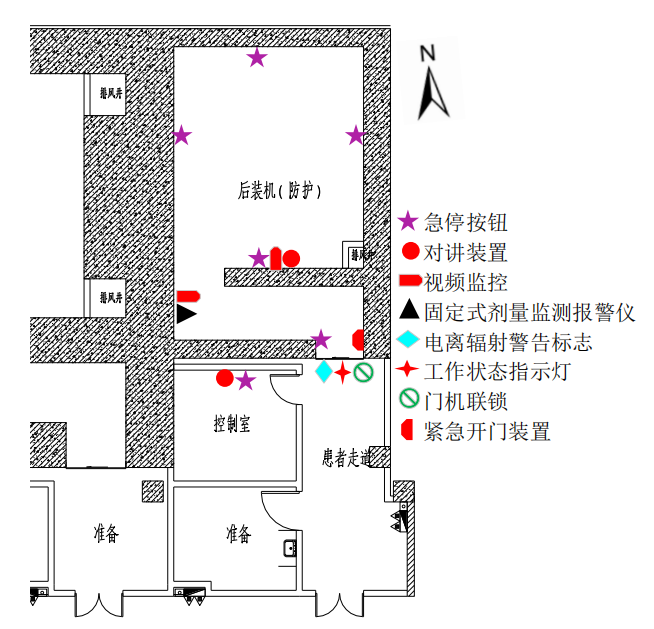 N
排风井
后装机(防护)
急停按钮
对讲装置
排风井
视频监控
排风井
固定式剂量监测报警仪
电离辐射警告标志
工作状态指示灯
门机联锁
控制室
紧急开门装置
患者走道
准备
准备